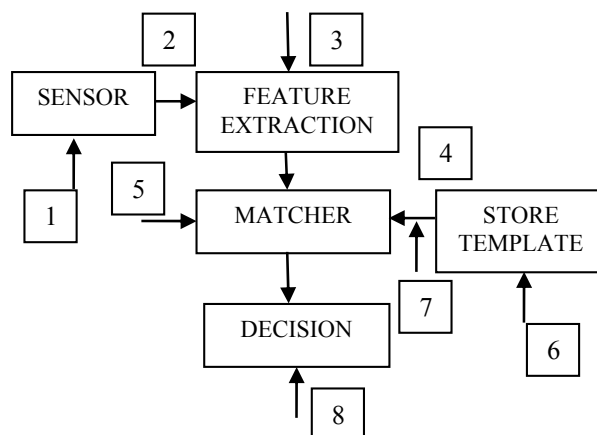 2
3
SENSOR
FEATURE
EXTRACTION
4
5
1
MATCHER
STORE
TEMPLATE
7
DECISION
6
8